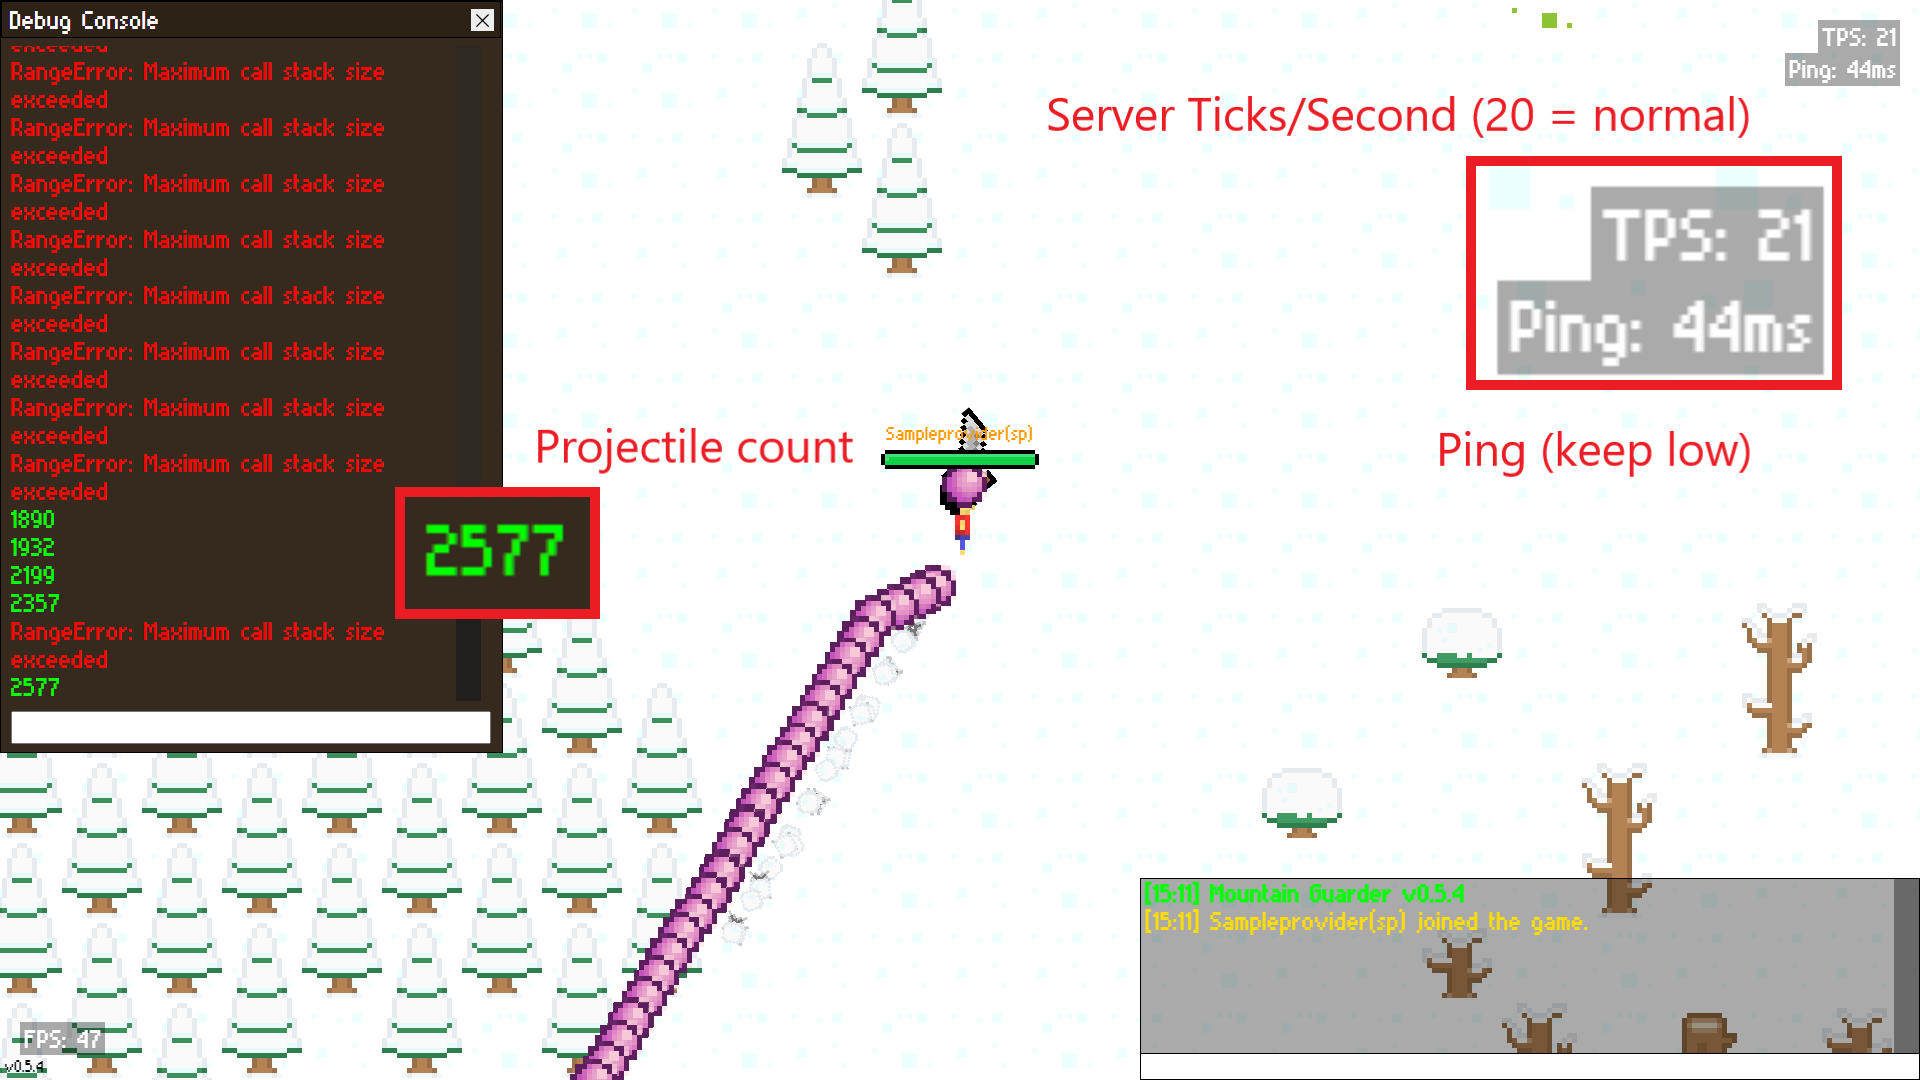 Debug Console
exceeded
RangeError: Maximum call stack size
exceeded
RangeError: Maximum call stack size
exceeded
RangeError: Maximum call stack size
exceeded
RangeError: Maximum call stack size
exceeded
RangeError: Maximum call stack size
exceeded
RangeError: Maximum call stack size
exceeded
RangeError: Maximum call stack size
exceeded
RangeError: Maximum call stack size
exceeded
1890
1932
2199
2357
RangeError: Maximum call stack size
exceeded
2577
Projectile count
2577
Sampleprovider(sp)
TPS: 21
Ping: 44ms
Server Ticks/Second (20 = normal)
TPS: 21
Ping: 44ms
Ping (keep low)
[15:11] Mountain Guarder v0.5.4
[15:11] Sampleprovider(sp) joined the game.
FPS: 47
v0.5.4